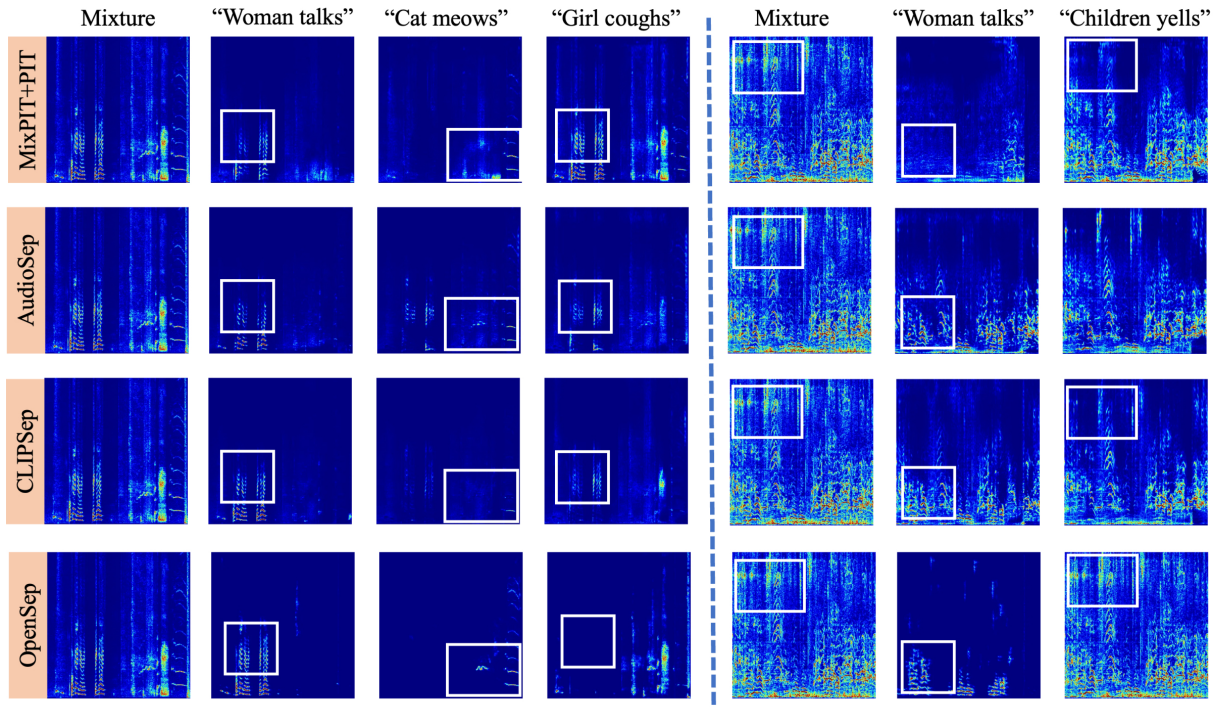 Mixture “Woman talks” “Cat meows” “Girl coughs” Mixture “Woman talks” “Children yells”
MixPIT+PIT
AudioSep
CLIPSep
OpenSep